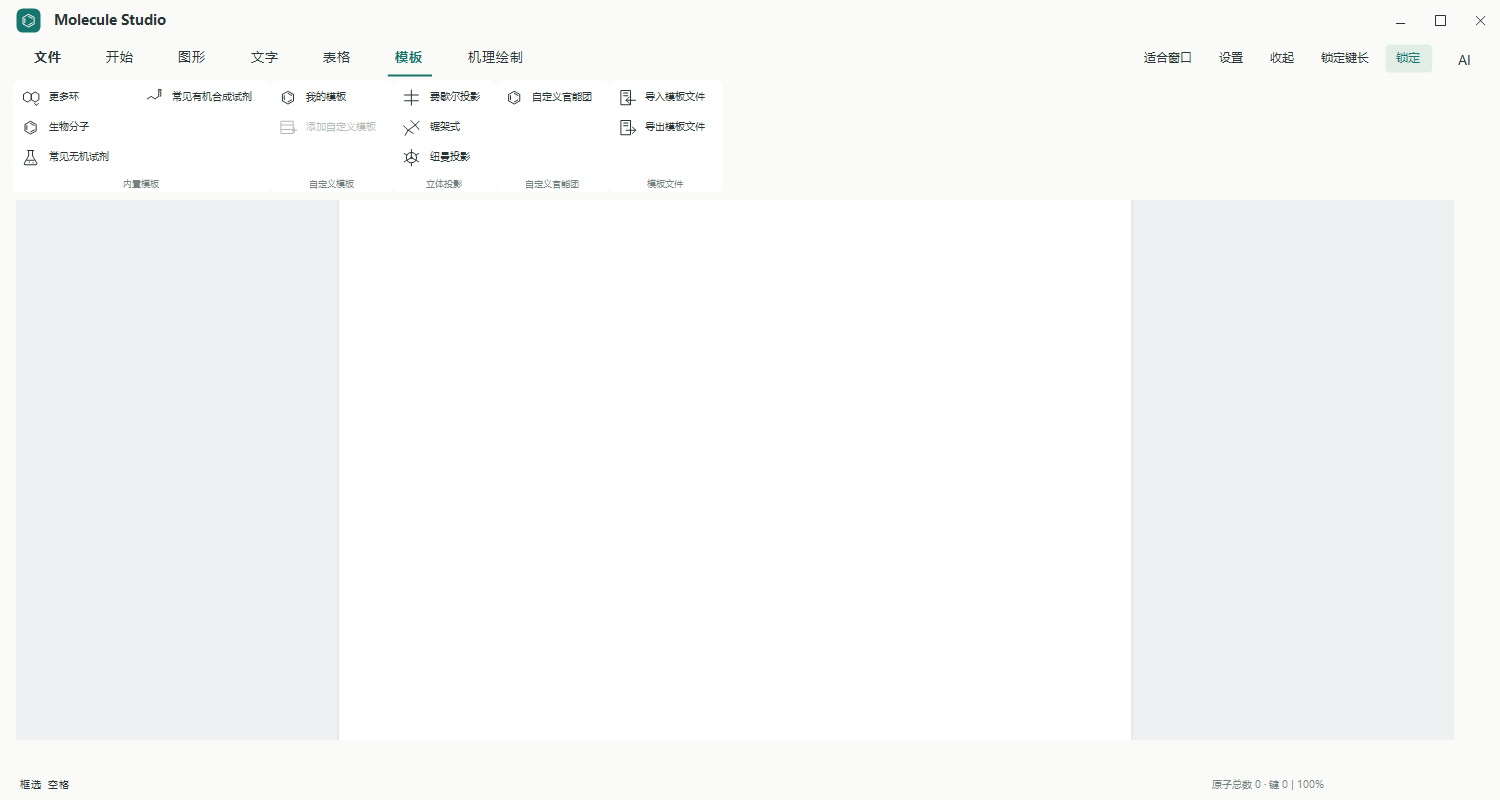 Molecule Studio
文件 开始 图形 文字 表格 模板 机理绘制 适合窗口 设置 收起 锁定键长 锁定 AI
更多环 常见有机合成试剂 我的模板 费歇尔投影 自定义官能团 导入模板文件
生物分子 添加自定义模板 锯架式 导出模板文件
常见无机试剂 纽曼投影
内置模板 自定义模板 立体投影 自定义官能团 模板文件
框选 空格 原子总数 0 · 键 0 | 100%